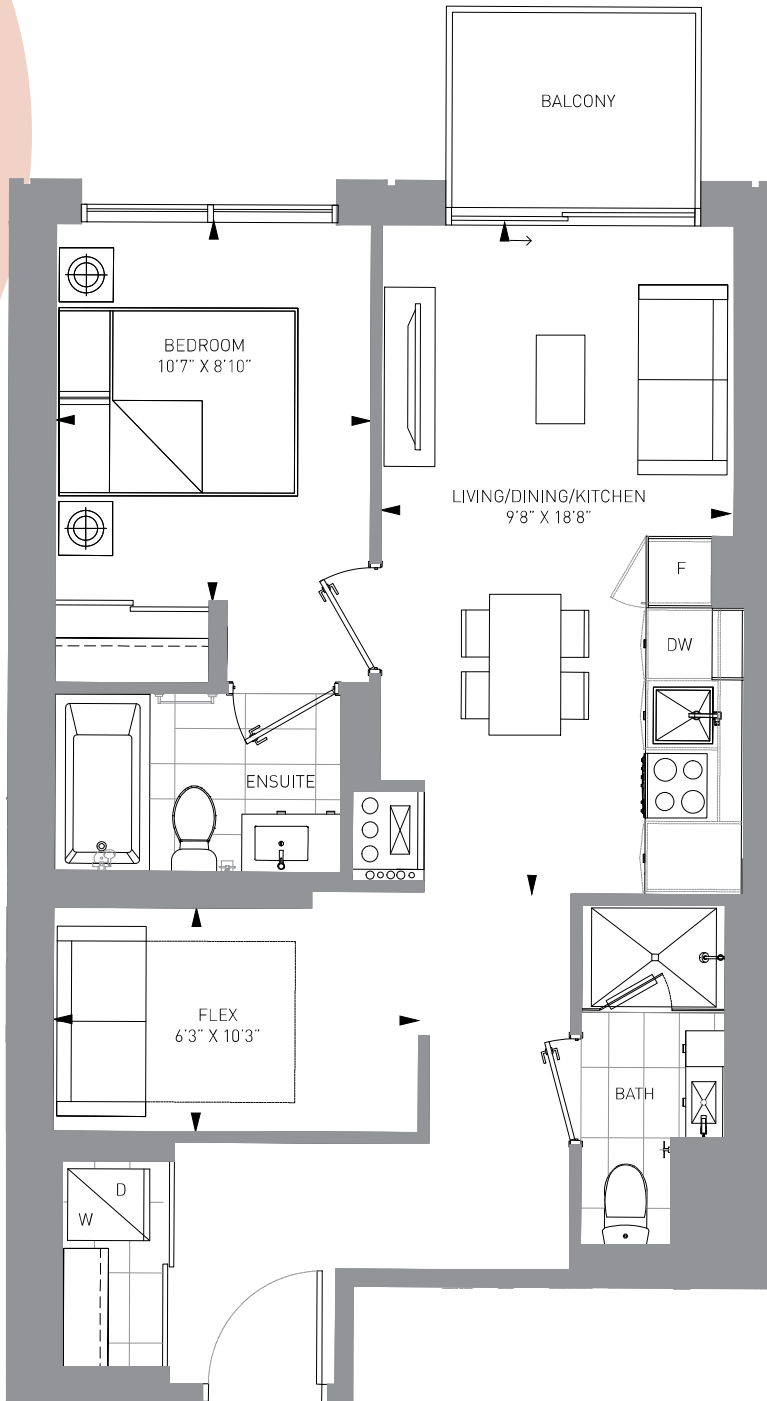 BALCONY
BEDROOM
10'7" X 8'10"
LIVING/DINING/KITCHEN
9'8" X 18'8"
F
DW
ENSUITE
FLEX
6'3" X 10'3"
BATH
D
W